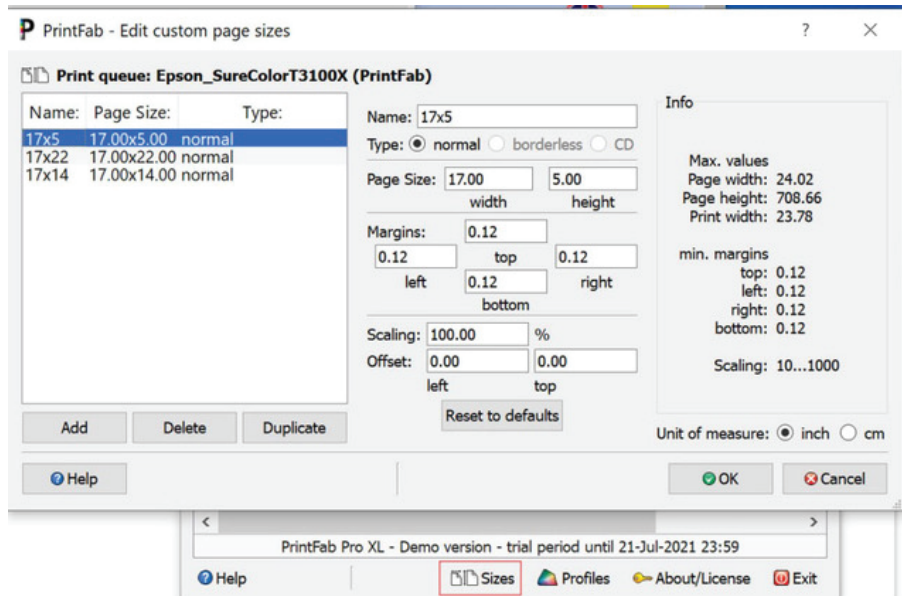 PrintFab - Edit custom page sizes
Print queue: Epson_SureColorT3100X (PrintFab)
Name: Page Size: Type:
17x5 17.00x5.00 normal
17x22 17.00x22.00 normal
17x14 17.00x14.00 normal
Add Delete Duplicate
Name: 17x5
Type: normal borderless CD
Page Size: 17.00 5.00
width height
Margins: 0.12
0.12 top 0.12
left 0.12 right
bottom
Scaling: 100.00 %
Offset: 0.00 0.00
left top
Reset to defaults
Info
Max. values
Page width: 24.02
Page height: 708.66
Print width: 23.78
min. margins
top: 0.12
left: 0.12
right: 0.12
bottom: 0.12
Scaling: 10...1000
Unit of measure: inch cm
Help OK Cancel
PrintFab Pro XL - Demo version - trial period until 21-Jul-2021 23:59
Help Sizes Profiles About/License Exit